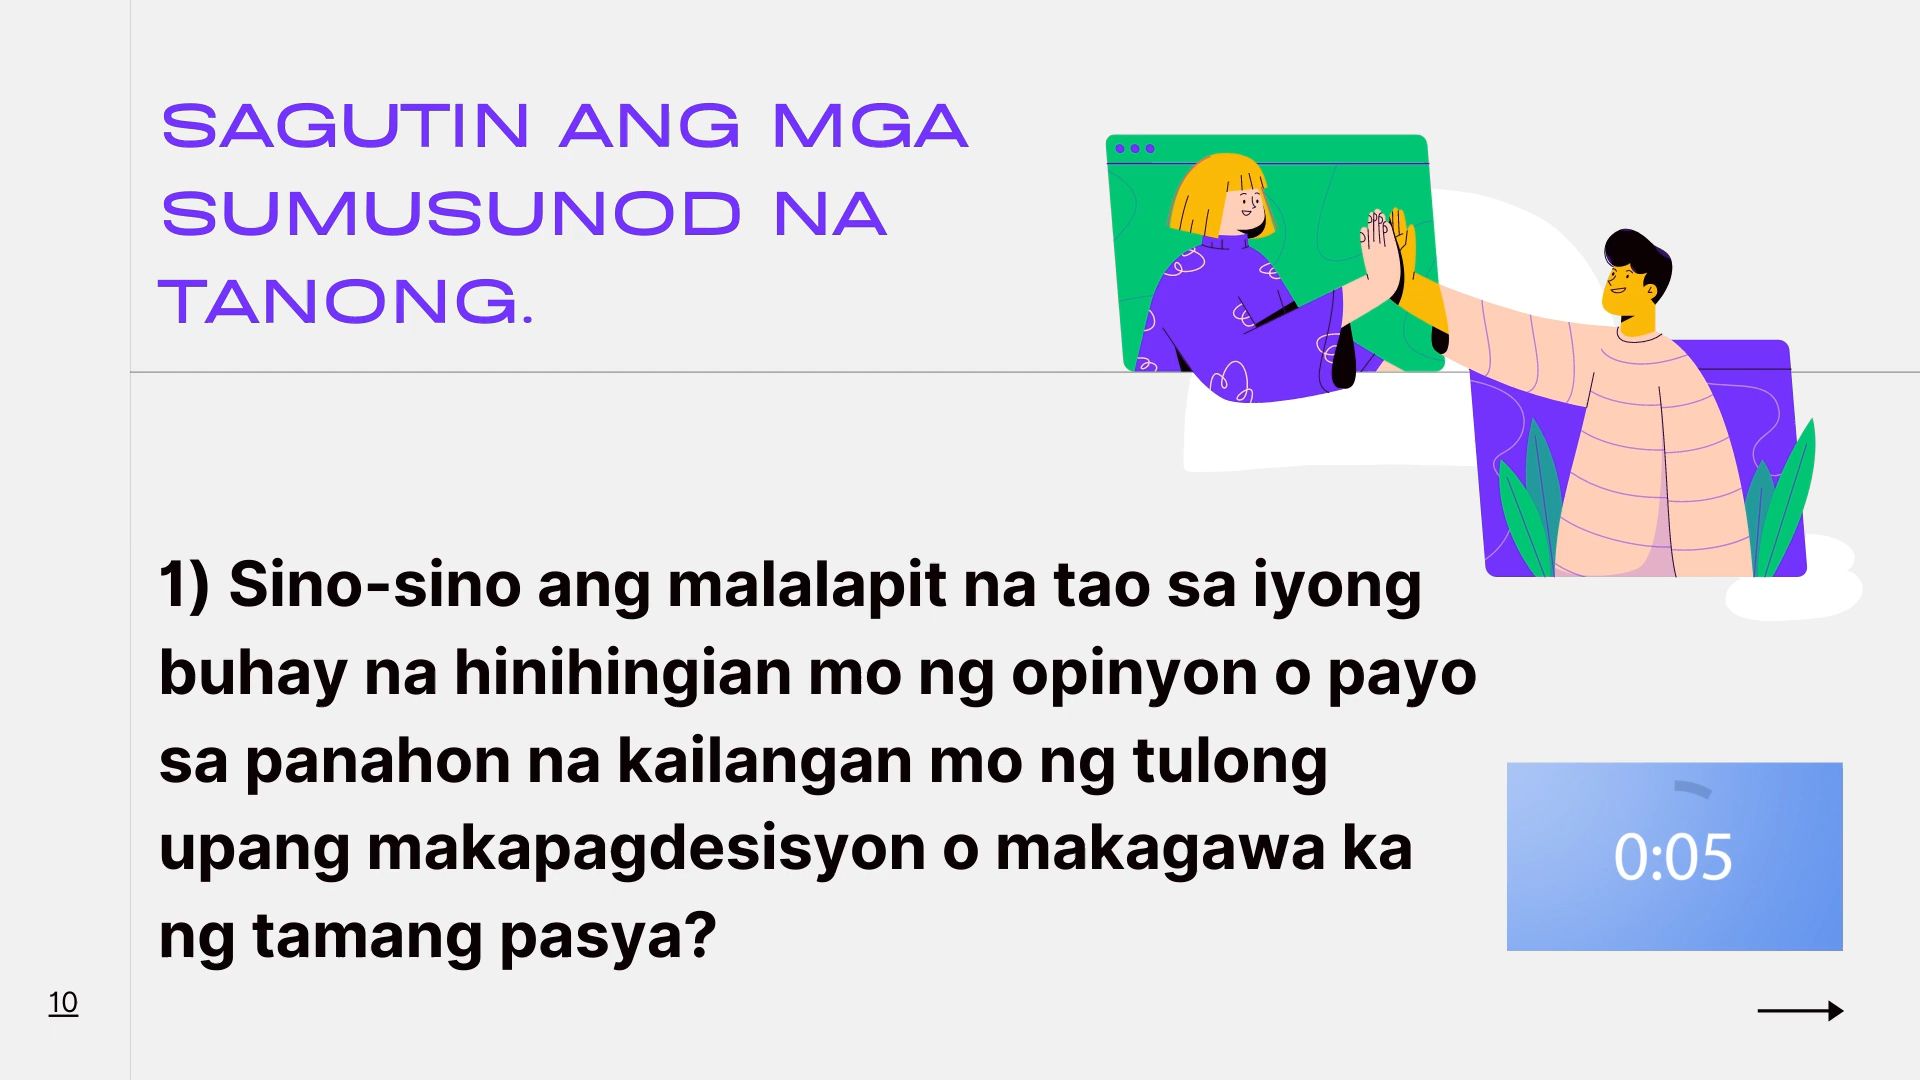 SAGUTIN ANG MGA
SUMUSUNOD NA
TANONG.
1) Sino-sino ang malalapit na tao sa iyong
buhay na hinihingian mo ng opinyon o payo
sa panahon na kailangan mo ng tulong
upang makapagdesisyon o makagawa ka
ng tamang pasya?
0:05
10